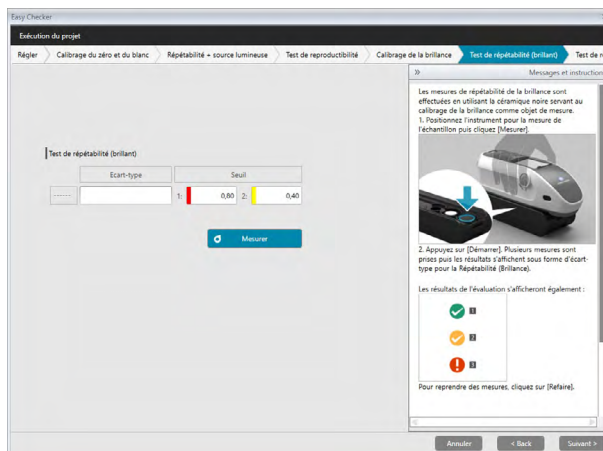 Easy Checker
Exécution du projet
Régler
Calibrage du zéro et du blanc
Répétabilité + source lumineuse
Test de reproductibilité
Calibrage de la brillance
Test de répétabilité (brillant)
Test de r
Messages et instruction
Test de répétabilité (brillant)
Ecart-type
Seuil
------
1: 0,80 2: 0,40
Mesurer
Les mesures de répétabilité de la brillance sont
effectuées en utilisant la céramique noire servant au
calibrage de la brillance comme objet de mesure.
1. Positionnez l'instrument pour la mesure de
l'échantillon puis cliquez [Mesurer].
2. Appuyez sur [Démarrer]. Plusieurs mesures sont
prises puis les résultats s'affichent sous forme d'écart-
type pour la Répétabilité (Brillance).
Les résultats de l'évaluation s'afficheront également :
1
2
3
Pour reprendre des mesures, cliquez sur [Refaire].
Annuler
< Back
Suivant >